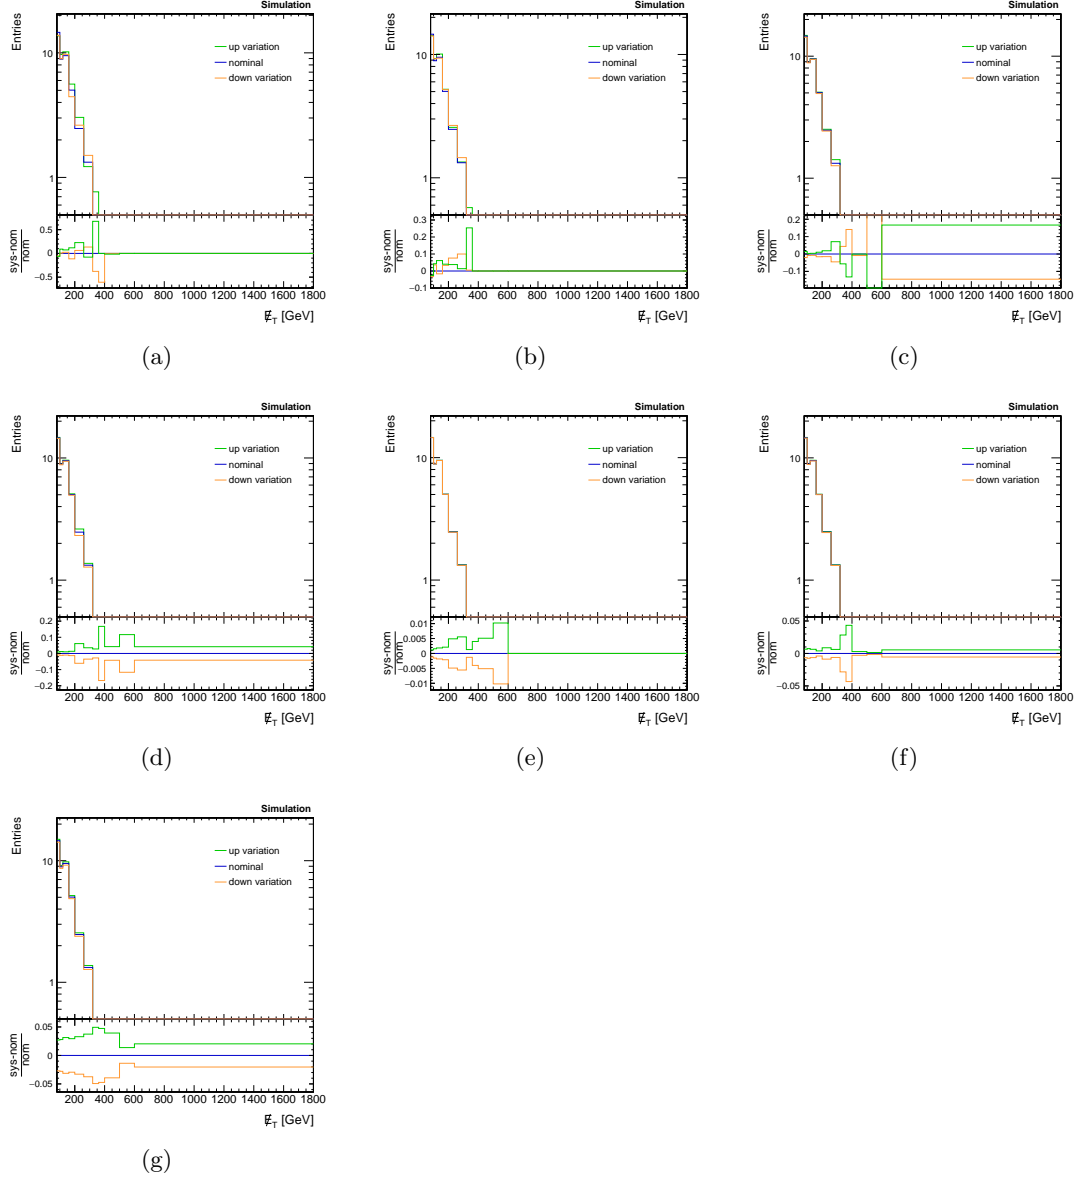 Simulation
Entries
10
1
up variation
nominal
down variation
sys-nom
nom
0.5
0
−0.5
200 400 600 800 1000 1200 1400 1600 1800
E̸_T [GeV]
(a)
Simulation
Entries
10
1
up variation
nominal
down variation
sys-nom
nom
0.3
0.2
0.1
0
−0.1
200 400 600 800 1000 1200 1400 1600 1800
E̸_T [GeV]
(b)
Simulation
Entries
10
1
up variation
nominal
down variation
sys-nom
nom
0.2
0.1
0
−0.1
200 400 600 800 1000 1200 1400 1600 1800
E̸_T [GeV]
(c)
Simulation
Entries
10
1
up variation
nominal
down variation
sys-nom
nom
0.2
0.1
0
−0.1
−0.2
200 400 600 800 1000 1200 1400 1600 1800
E̸_T [GeV]
(d)
Simulation
Entries
10
1
up variation
nominal
down variation
sys-nom
nom
0.01
0.005
0
−0.005
−0.01
200 400 600 800 1000 1200 1400 1600 1800
E̸_T [GeV]
(e)
Simulation
Entries
10
1
up variation
nominal
down variation
sys-nom
nom
0.05
0
−0.05
200 400 600 800 1000 1200 1400 1600 1800
E̸_T [GeV]
(f)
Simulation
Entries
10
1
up variation
nominal
down variation
sys-nom
nom
0.05
0
−0.05
200 400 600 800 1000 1200 1400 1600 1800
E̸_T [GeV]
(g)